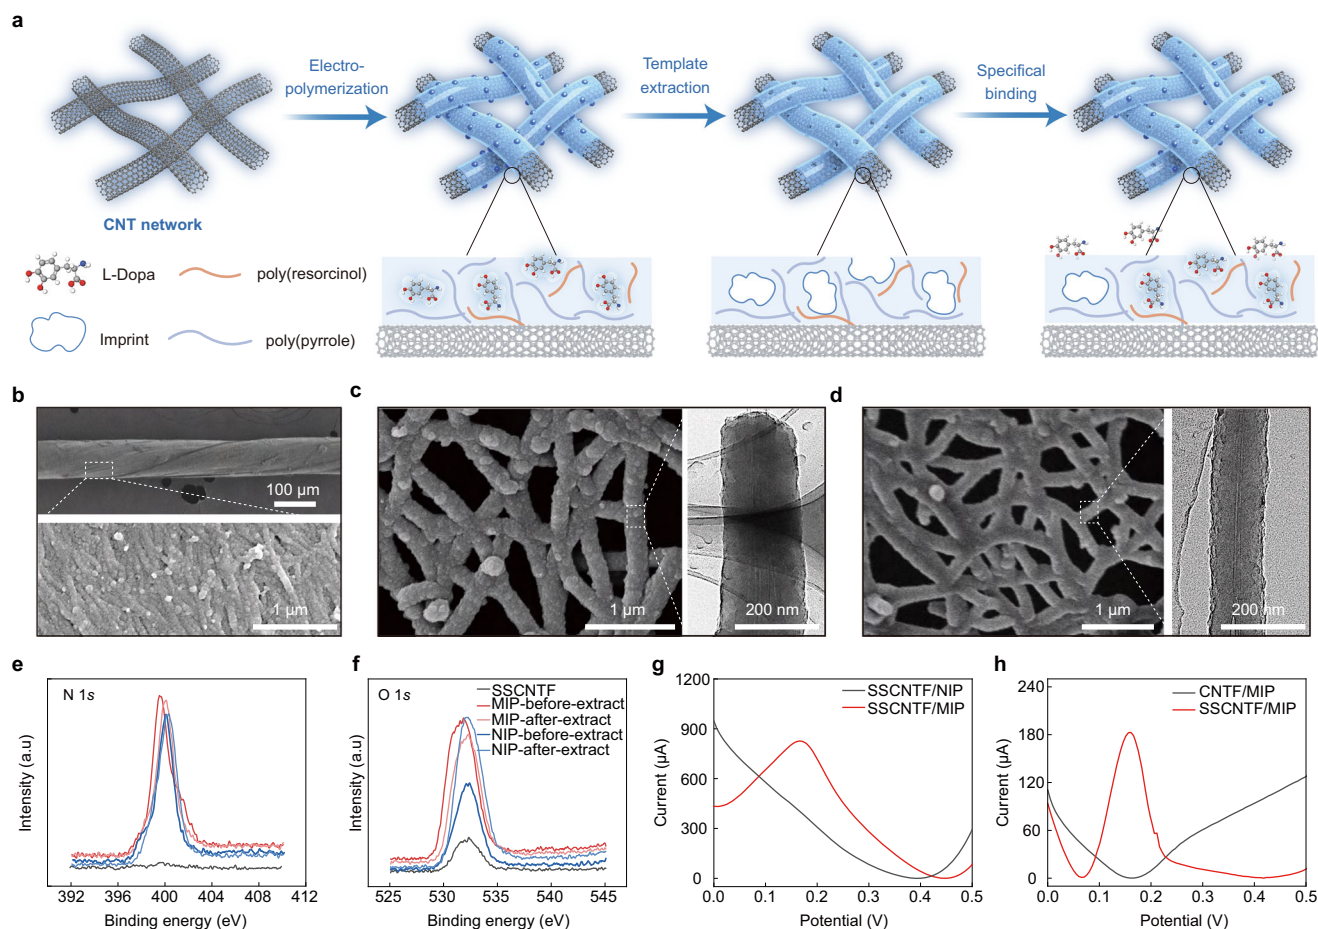 a
Electro-
polymerization
Template
extraction
Specifical
binding
CNT network
L-Dopa
poly(resorcinol)
Imprint
poly(pyrrole)
b
100 µm
1 µm
c
1 µm
200 nm
d
1 µm
200 nm
e
N 1s
Intensity (a.u)
392 396 400 404 408 412
Binding energy (eV)
f
O 1s
SSCNTF
MIP-before-extract
MIP-after-extract
NIP-before-extract
NIP-after-extract
Intensity (a.u)
525 530 535 540 545
Binding energy (eV)
g
1200
900
600
300
0
Current (µA)
SSCNTF/NIP
SSCNTF/MIP
0.0 0.1 0.2 0.3 0.4 0.5
Potential (V)
h
240
180
120
60
0
Current (µA)
CNTF/MIP
SSCNTF/MIP
0.0 0.1 0.2 0.3 0.4 0.5
Potential (V)